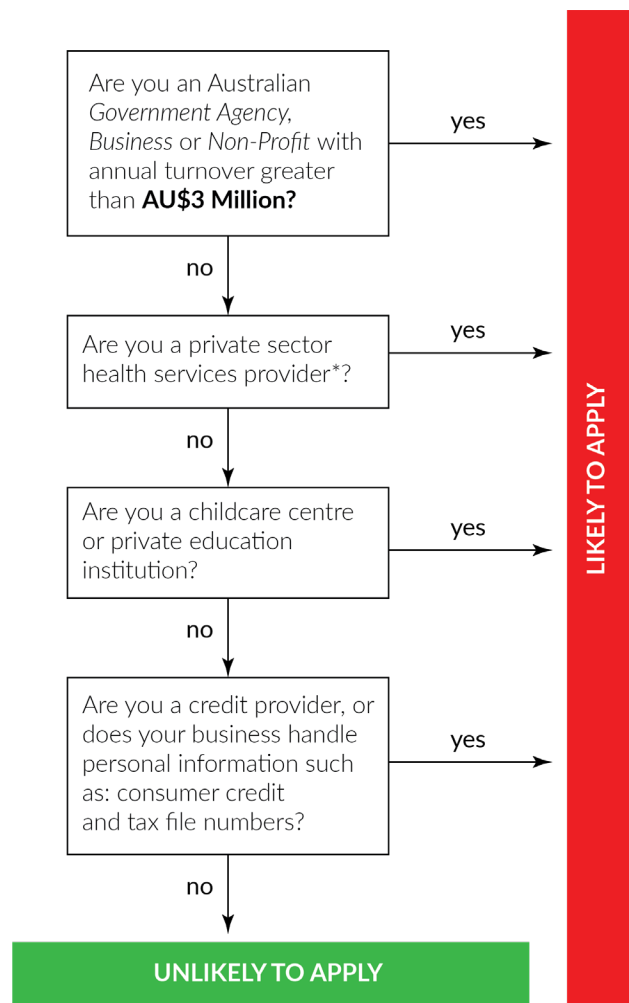 Are you an Australian
Government Agency,
Business or Non-Profit with
annual turnover greater
than AU$3 Million?
yes
no
Are you a private sector
health services provider*?
yes
no
Are you a childcare centre
or private education
institution?
yes
no
Are you a credit provider, or
does your business handle
personal information such
as: consumer credit
and tax file numbers?
yes
no
UNLIKELY TO APPLY
LIKELY TO APPLY